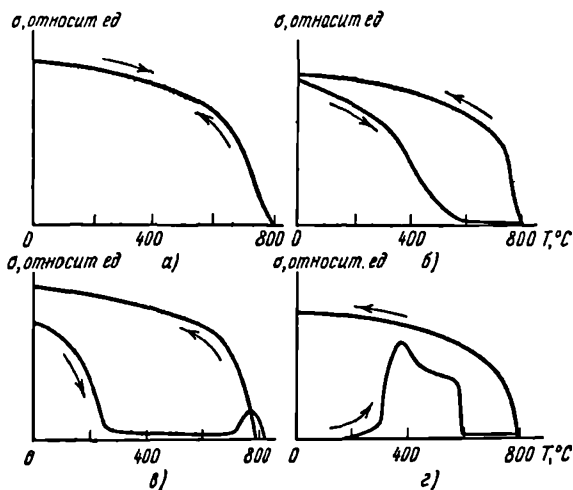 σ, относит ед
σ, относит ед
0
400
800
а)
0
400
800
T, °C
б)
σ, относит ед
σ, относит. ед
0
400
800
в)
0
400
800
T, °C
г)